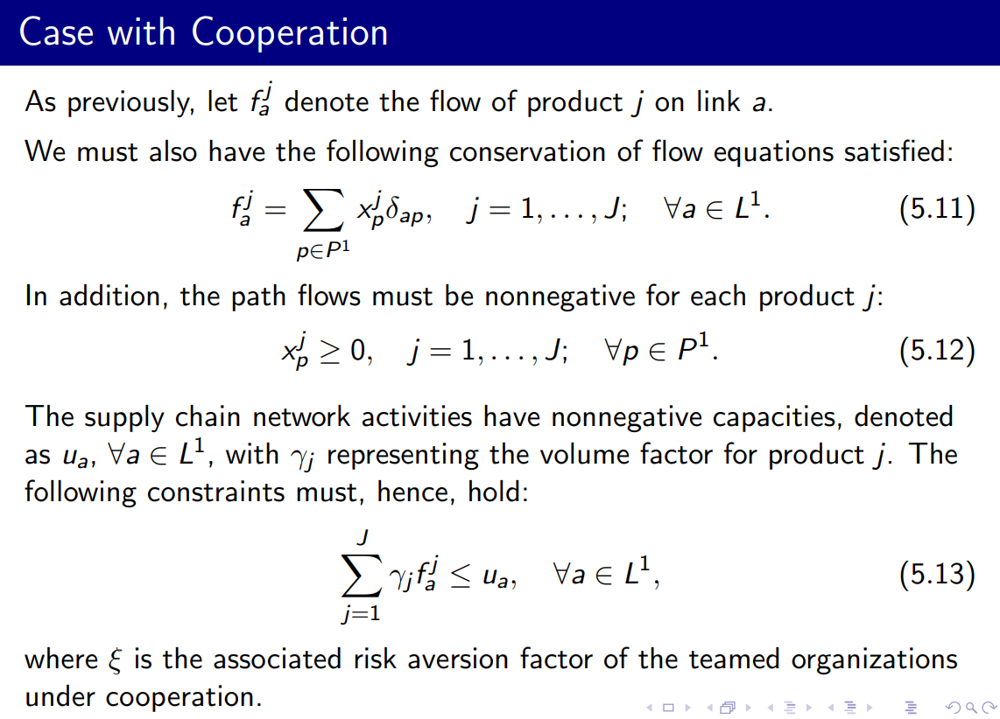 Case with Cooperation
As previously, let $f_a^j$ denote the flow of product $j$ on link $a$.
We must also have the following conservation of flow equations satisfied:
$f_a^j = \sum_{p \in P^1} x_p^j \delta_{ap}, \quad j = 1, \ldots, J; \quad \forall a \in L^1.$ (5.11)
In addition, the path flows must be nonnegative for each product $j$:
$x_p^j \geq 0, \quad j = 1, \ldots, J; \quad \forall p \in P^1.$ (5.12)
The supply chain network activities have nonnegative capacities, denoted
as $u_a$, $\forall a \in L^1$, with $\gamma_j$ representing the volume factor for product $j$. The
following constraints must, hence, hold:
$\sum_{j=1}^{J} \gamma_j f_a^j \leq u_a, \quad \forall a \in L^1,$ (5.13)
where $\xi$ is the associated risk aversion factor of the teamed organizations
under cooperation.